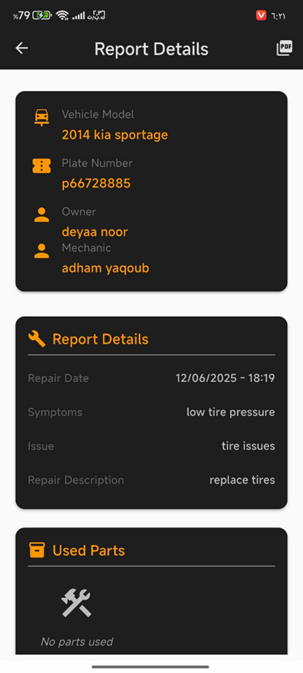 %79
٦:٢١
Report Details
PDF
Vehicle Model
2014 kia sportage
Plate Number
p66728885
Owner
deyaa noor
Mechanic
adham yaqoub
Report Details
Repair Date
12/06/2025 - 18:19
Symptoms
low tire pressure
Issue
tire issues
Repair Description
replace tires
Used Parts
No parts used